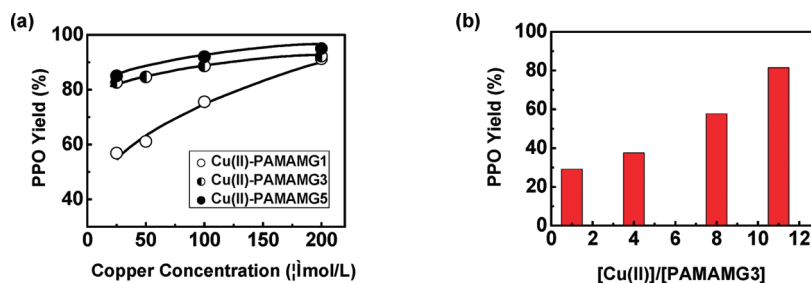 (a)
100
90
80
60
40
PPO Yield (%)
Cu(II)-PAMAMG1
Cu(II)-PAMAMG3
Cu(II)-PAMAMG5
0 50 100 150 200
Copper Concentration (¦Ìmol/L)
(b)
100
80
60
40
20
0
PPO Yield (%)
0 2 4 6 8 10 12
[Cu(II)]/[PAMAMG3]